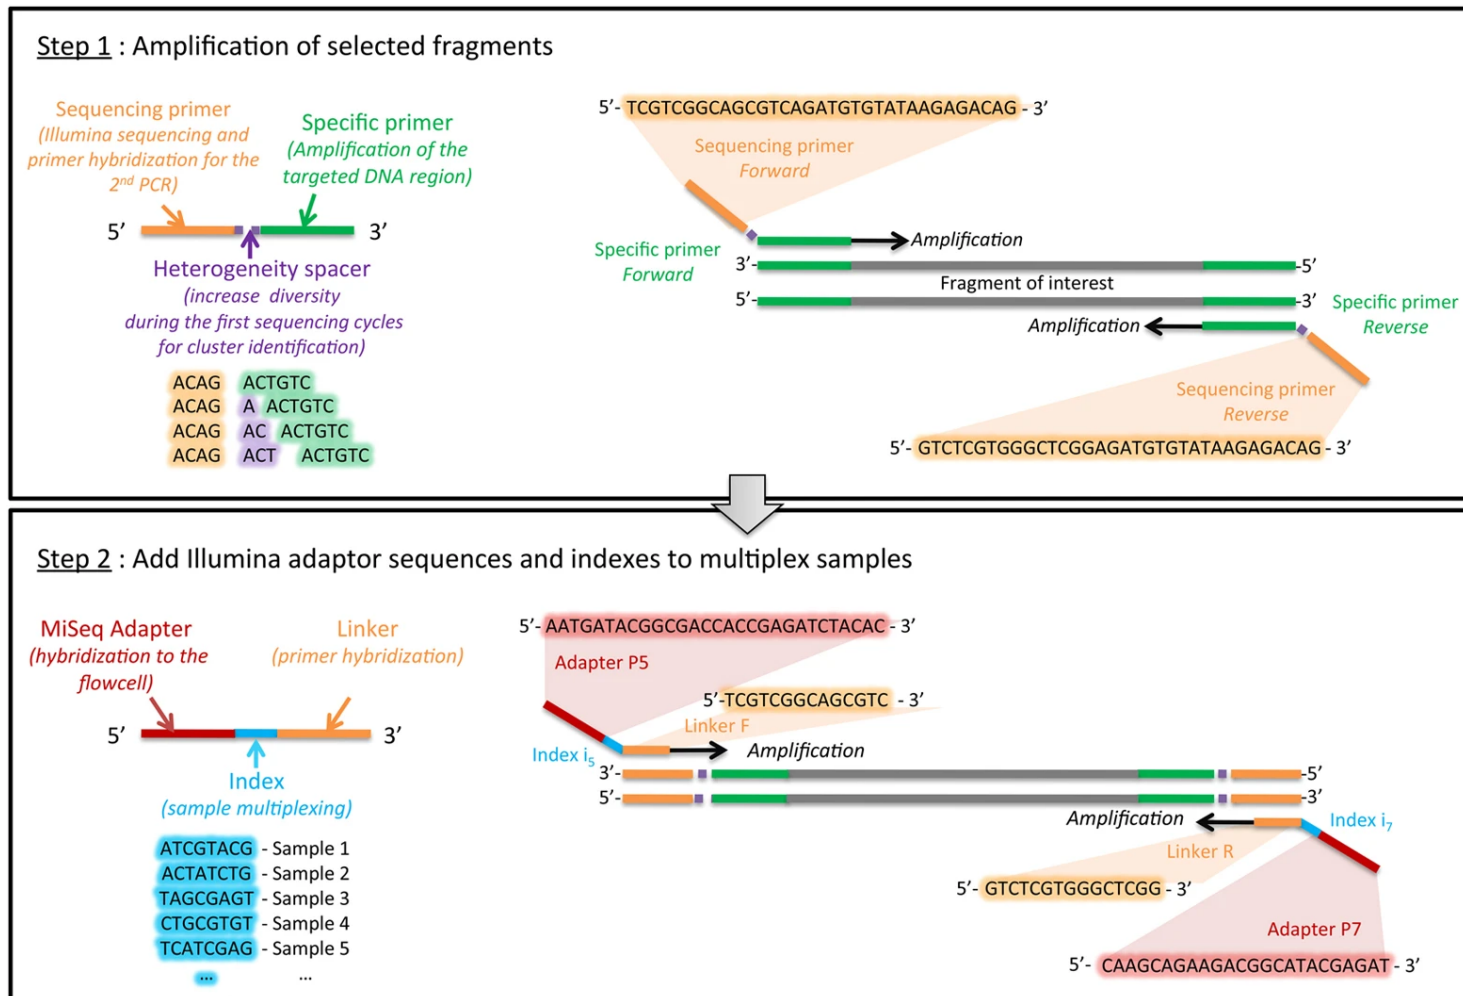 Step 1 : Amplification of selected fragments
Sequencing primer
(Illumina sequencing and
primer hybridization for the
2nd PCR)
Specific primer
(Amplification of the
targeted DNA region)
5’
3’
Heterogeneity spacer
(increase diversity
during the first sequencing cycles
for cluster identification)
ACAG ACTGTC
ACAG A ACTGTC
ACAG AC ACTGTC
ACAG ACT ACTGTC
5’- TCGTCGGCAGCGTCAGATGTGTATAAGAGACAG - 3’
Sequencing primer
Forward
Specific primer
Forward
Amplification
3’- -5’
Fragment of interest
5’- -3’
Specific primer
Reverse
Amplification
Sequencing primer
Reverse
5’- GTCTCGTGGGCTCGGAGATGTGTATAAGAGACAG - 3’
Step 2 : Add Illumina adaptor sequences and indexes to multiplex samples
MiSeq Adapter
(hybridization to the
flowcell)
Linker
(primer hybridization)
5’
3’
Index
(sample multiplexing)
ATCGTACG - Sample 1
ACTATCTG - Sample 2
TAGCGAGT - Sample 3
CTGCGTGT - Sample 4
TCATCGAG - Sample 5
... ...
5’- AATGATACGGCGACCACCGAGATCTACAC - 3’
Adapter P5
5’-TCGTCGGCAGCGTC - 3’
Linker F
Index i5
Amplification
3’- -5’
5’- -3’
Amplification
Index i7
Linker R
5’- GTCTCGTGGGCTCGG - 3’
Adapter P7
5’- CAAGCAGAAGACGGCATACGAGAT - 3’